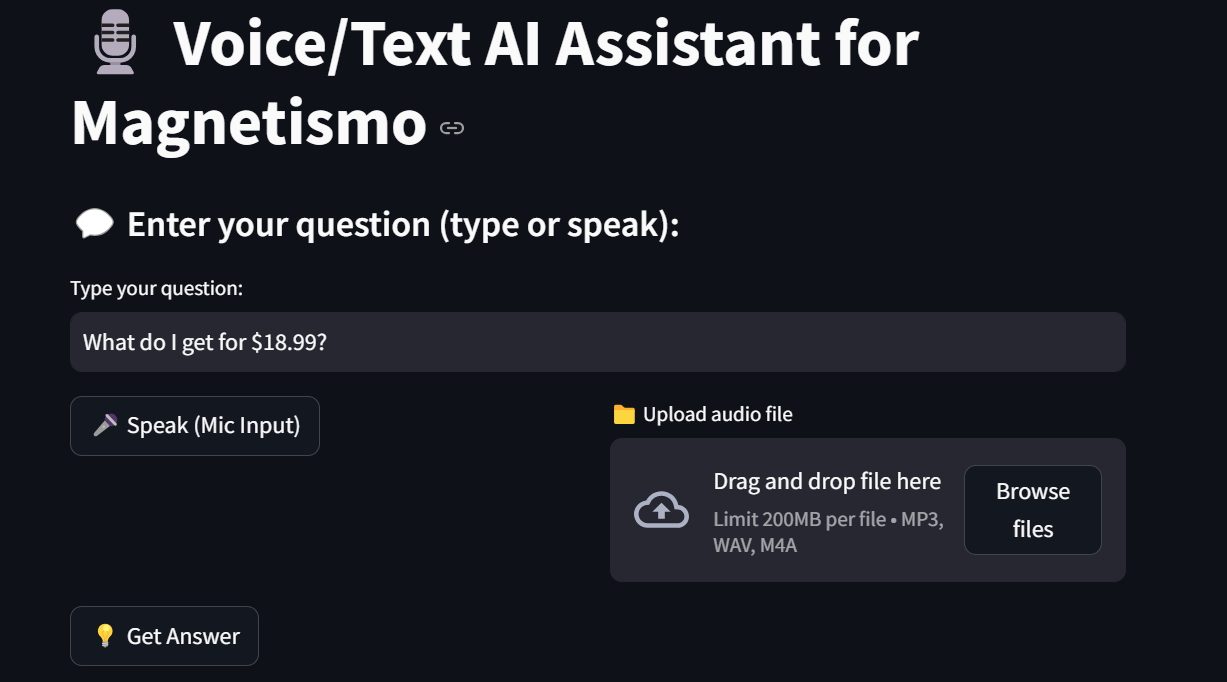 Voice/Text AI Assistant for
Magnetismo
Enter your question (type or speak):
Type your question:
What do I get for $18.99?
Speak (Mic Input)
Upload audio file
Drag and drop file here
Limit 200MB per file • MP3,
WAV, M4A
Browse
files
Get Answer